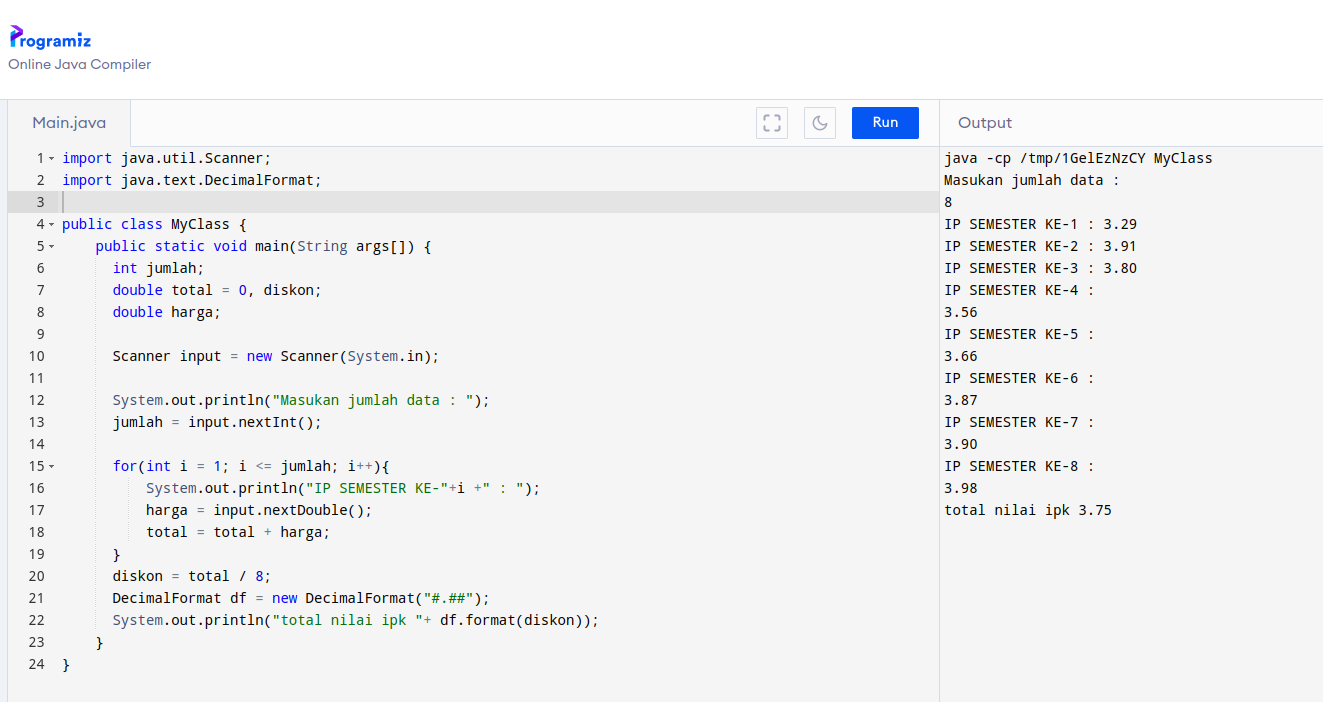 Programiz
Online Java Compiler
Main.java
Run
1 import java.util.Scanner;
2 import java.text.DecimalFormat;
3
4 public class MyClass {
5     public static void main(String args[]) {
6       int jumlah;
7       double total = 0, diskon;
8       double harga;
9
10       Scanner input = new Scanner(System.in);
11
12       System.out.println("Masukan jumlah data : ");
13       jumlah = input.nextInt();
14
15       for(int i = 1; i <= jumlah; i++){
16           System.out.println("IP SEMESTER KE-"+i +" : ");
17           harga = input.nextDouble();
18           total = total + harga;
19       }
20       diskon = total / 8;
21       DecimalFormat df = new DecimalFormat("#.##");
22       System.out.println("total nilai ipk "+ df.format(diskon));
23     }
24 }
Output
java -cp /tmp/1GelEzNzCY MyClass
Masukan jumlah data :
8
IP SEMESTER KE-1 : 3.29
IP SEMESTER KE-2 : 3.91
IP SEMESTER KE-3 : 3.80
IP SEMESTER KE-4 :
3.56
IP SEMESTER KE-5 :
3.66
IP SEMESTER KE-6 :
3.87
IP SEMESTER KE-7 :
3.90
IP SEMESTER KE-8 :
3.98
total nilai ipk 3.75